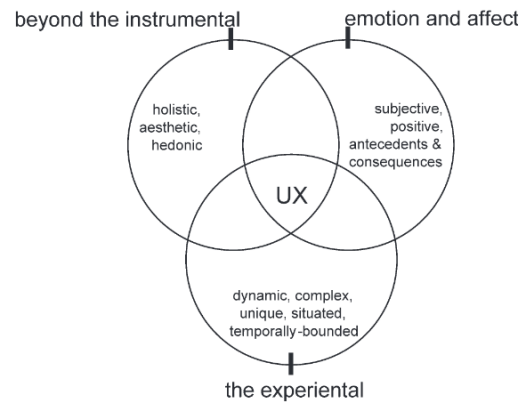 beyond the instrumental
emotion and affect
holistic,
aesthetic,
hedonic
subjective,
positive,
antecedents &
consequences
UX
dynamic, complex,
unique, situated,
temporally-bounded
the experiental